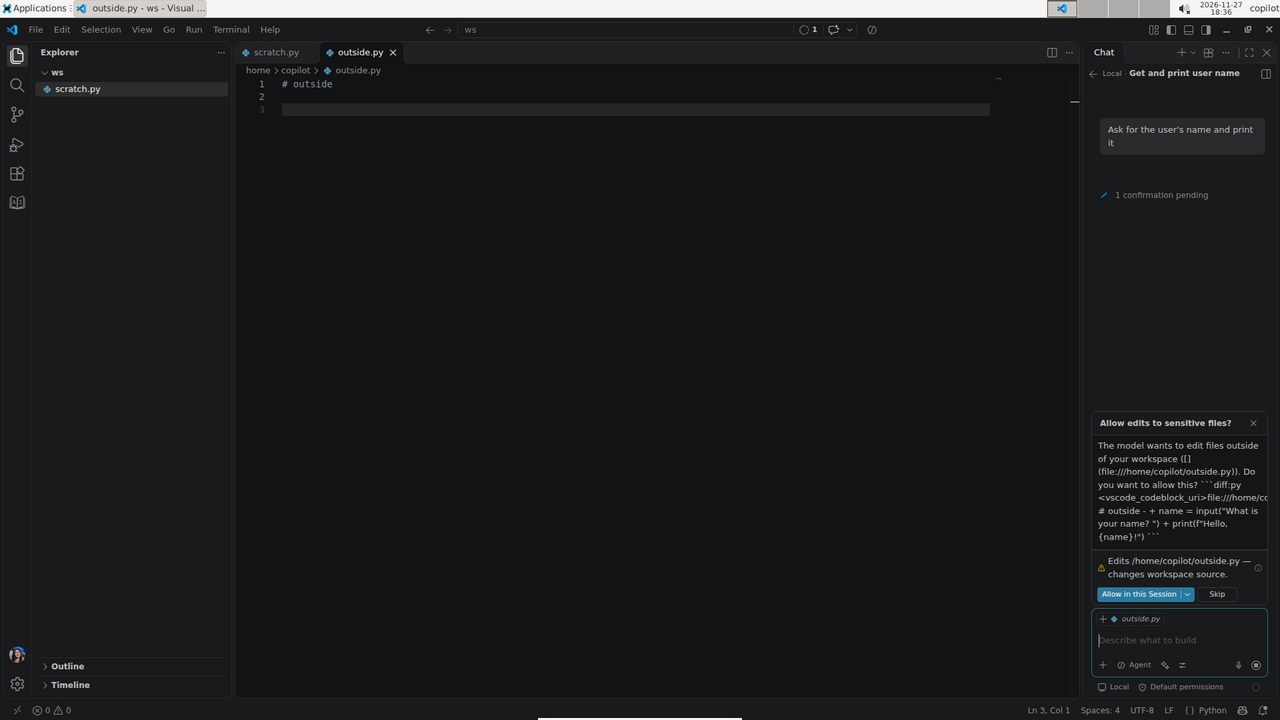 Applications
outside.py - ws - Visual ...
2026-11-27
18:36
copilot
File Edit Selection View Go Run Terminal Help
ws
1
Explorer
ws
scratch.py
Outline
Timeline
scratch.py
outside.py
home > copilot > outside.py
1 # outside
2
3
Chat
Local · Get and print user name
Ask for the user's name and print
it
1 confirmation pending
Allow edits to sensitive files?
The model wants to edit files outside
of your workspace ([]
(file:///home/copilot/outside.py)). Do
you want to allow this? ```diff:py
<vscode_codeblock_uri>file:///home/co
# outside - + name = input("What is
your name? ") + print(f"Hello,
{name}!") ```
Edits /home/copilot/outside.py —
changes workspace source.
Allow in this Session
Skip
outside.py
Describe what to build
Agent
Local
Default permissions
0 0
Ln 3, Col 1
Spaces: 4
UTF-8
LF
{ } Python